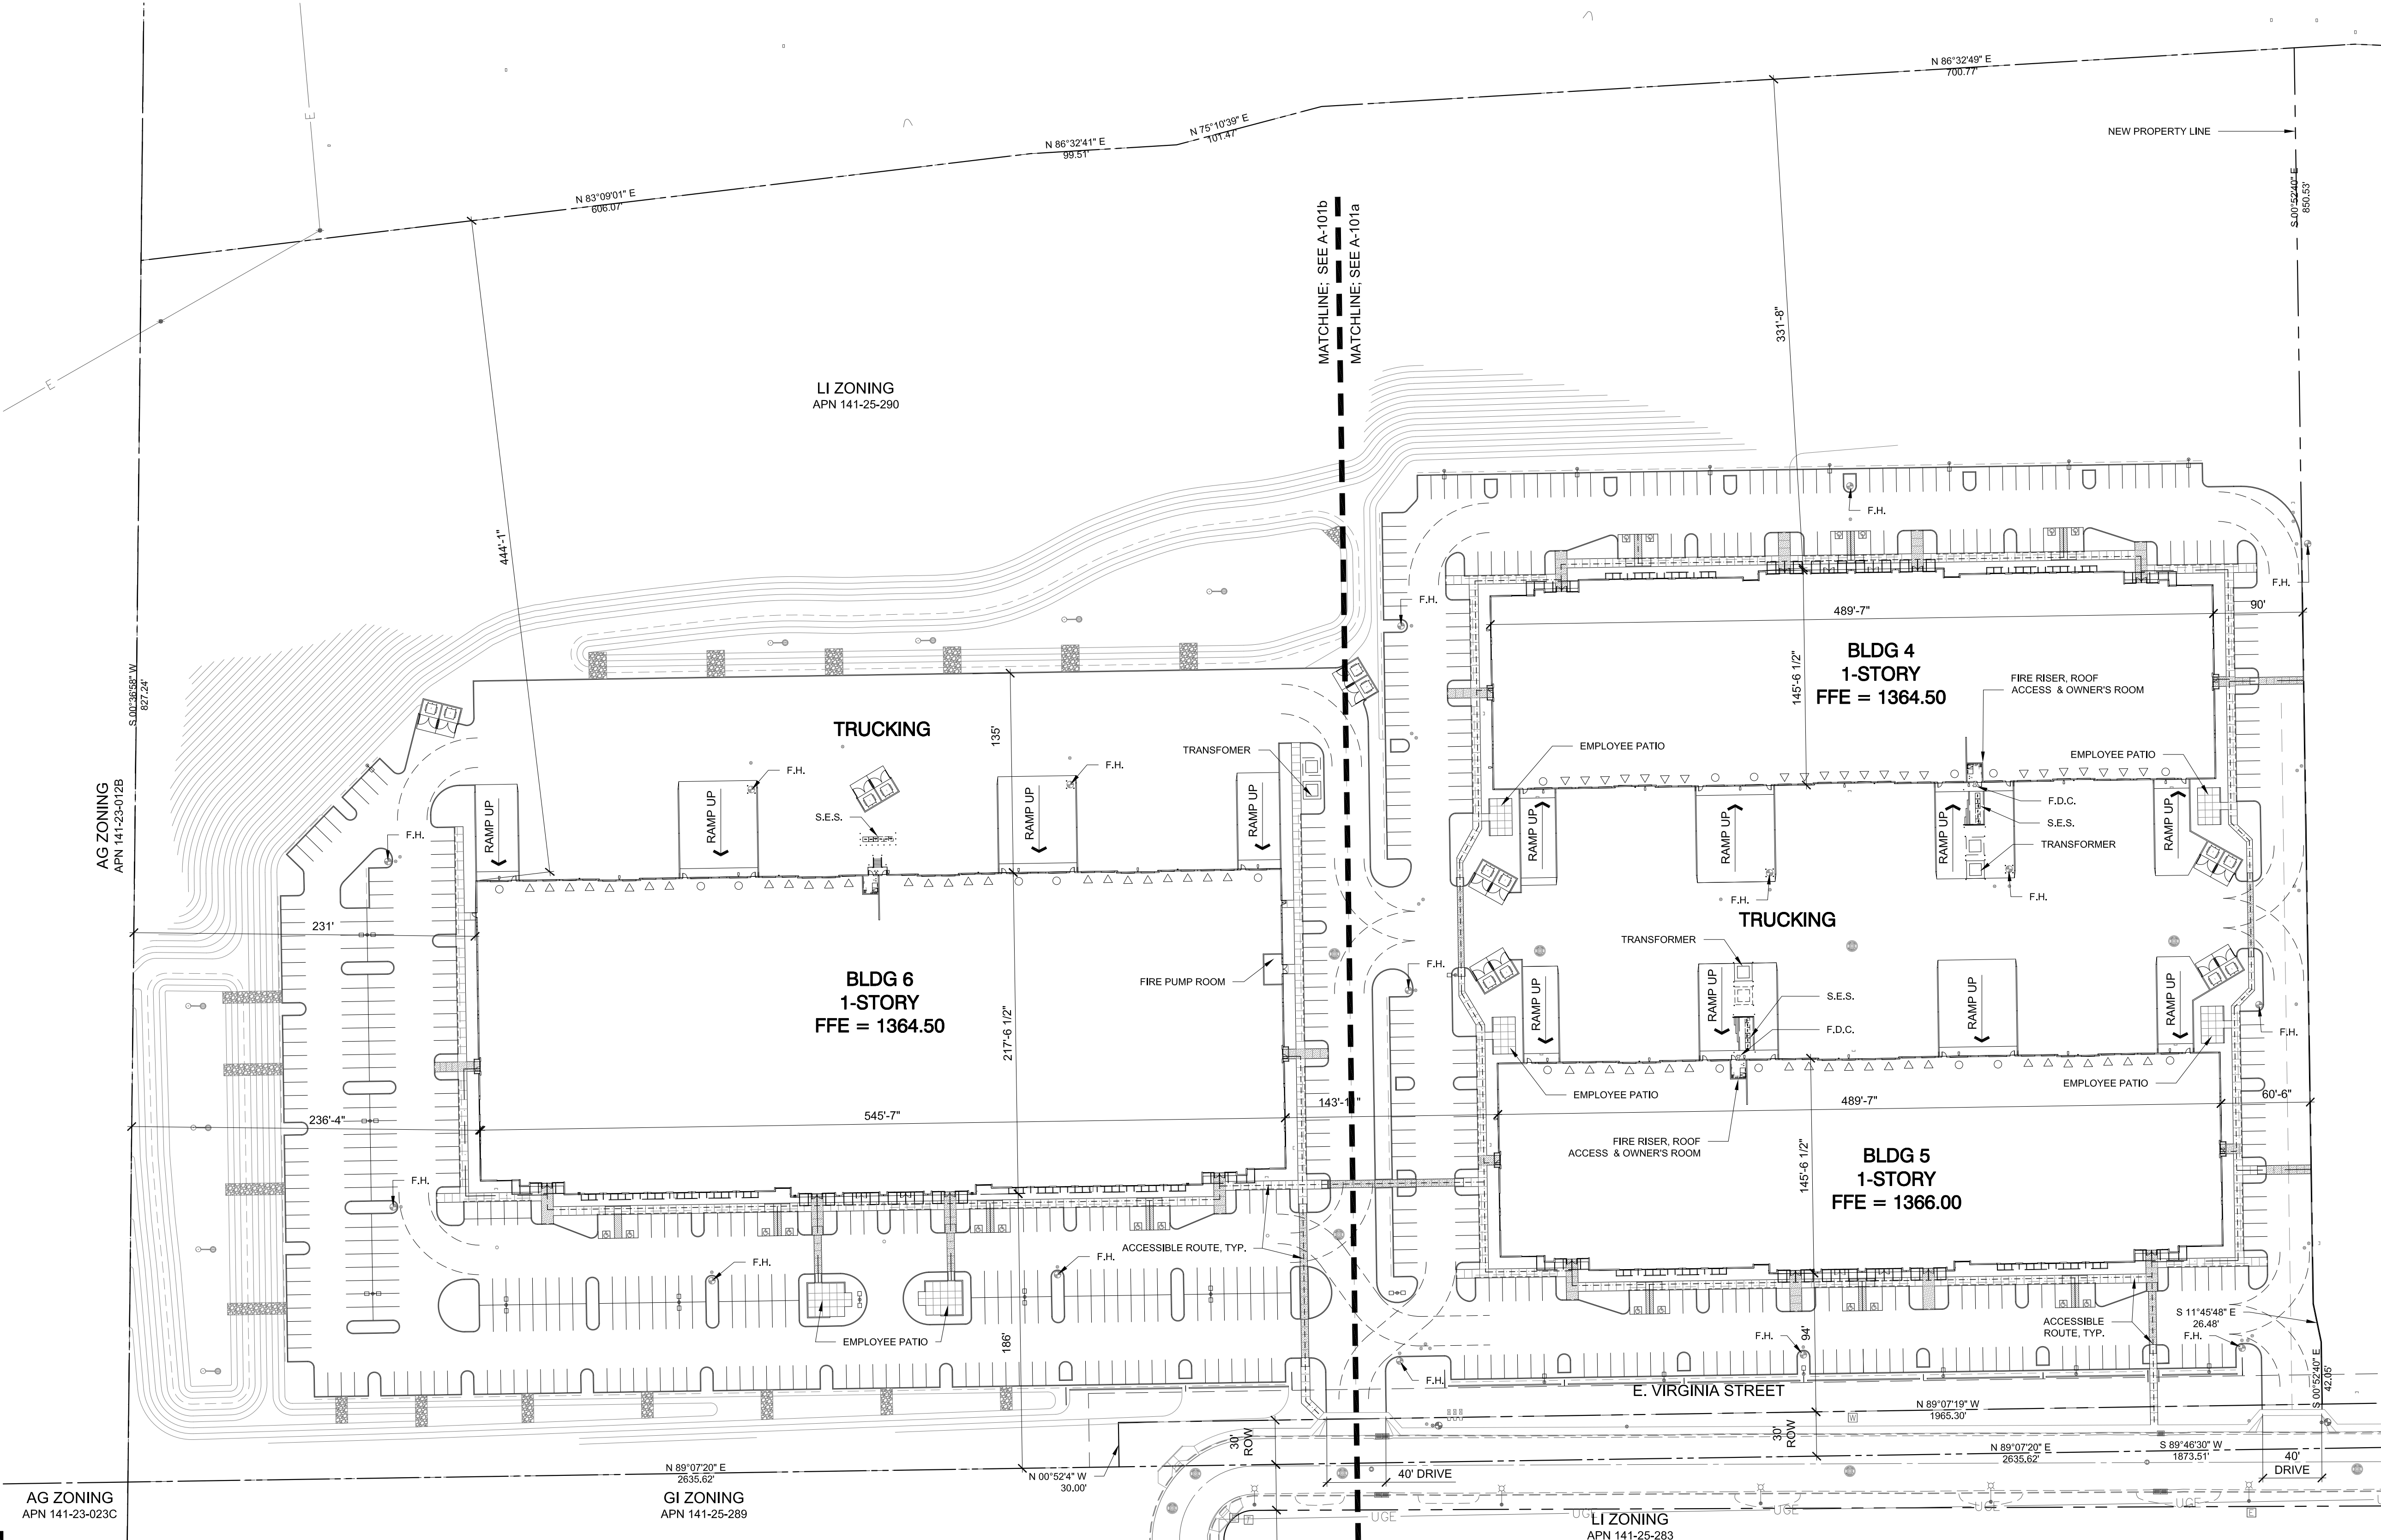 N 86°32'49" E
700.77'
NEW PROPERTY LINE
N 75°10'39" E
101.47'
N 86°32'41" E
99.51'
N 83°09'01" E
606.07'
E
E
S 00°52'40" E
850.53'
MATCHLINE; SEE A-101b
MATCHLINE; SEE A-101a
331'-8"
444'-1"
LI ZONING
APN 141-25-290
S 00°36'58" W
827.24'
AG ZONING
APN 141-23-012B
F.H.
F.H.
F.H.
489'-7"
90'
BLDG 4
1-STORY
FFE = 1364.50
145'-6 1/2"
FIRE RISER, ROOF
ACCESS & OWNER'S ROOM
EMPLOYEE PATIO
EMPLOYEE PATIO
TRUCKING
135'
TRANSFOMER
F.H.
F.H.
S.E.S.
RAMP UP
RAMP UP
RAMP UP
RAMP UP
F.H.
RAMP UP
RAMP UP
RAMP UP
RAMP UP
F.D.C.
S.E.S.
TRANSFORMER
F.H.
F.H.
TRUCKING
231'
BLDG 6
1-STORY
FFE = 1364.50
FIRE PUMP ROOM
217'-6 1/2"
TRANSFORMER
F.H.
RAMP UP
RAMP UP
RAMP UP
RAMP UP
S.E.S.
F.D.C.
F.H.
EMPLOYEE PATIO
EMPLOYEE PATIO
236'-4"
545'-7"
489'-7"
60'-6"
FIRE RISER, ROOF
ACCESS & OWNER'S ROOM
145'-6 1/2"
BLDG 5
1-STORY
FFE = 1366.00
F.H.
ACCESSIBLE ROUTE, TYP.
F.H.
F.H.
EMPLOYEE PATIO
186'
S 11°45'48" E
26.48'
ACCESSIBLE
ROUTE, TYP.
F.H.
F.H.
94'
F.H.
S 00°52'40" E
42.05'
E. VIRGINIA STREET
N 89°07'19" W
1965.30'
W
30'
ROW
30'
ROW
N 89°07'20" E
2635.62'
N 00°52'4" W
30.00'
N 89°07'20" E
2635.62'
S 89°46'30" W
1873.51'
40' DRIVE
40'
DRIVE
AG ZONING
APN 141-23-023C
GI ZONING
APN 141-25-289
UGE
UGE
UGE
UGE
UGE
E
LI ZONING
APN 141-25-283